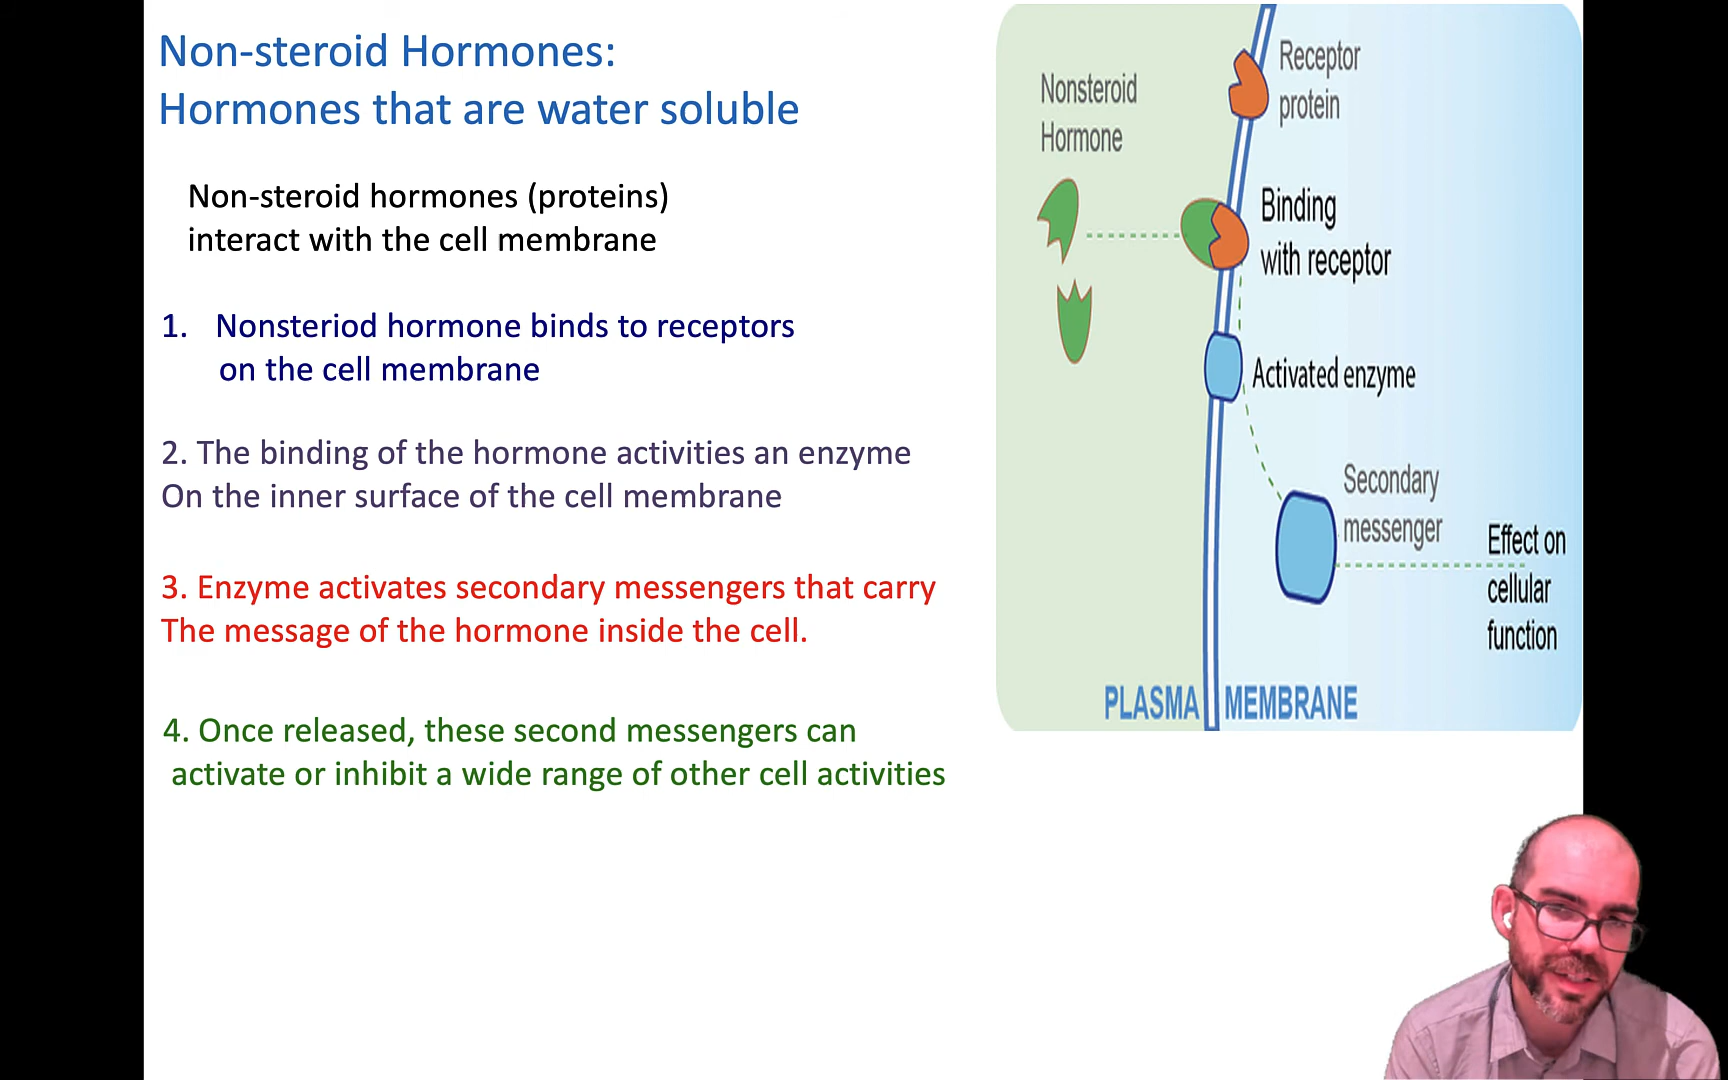 Non-steroid Hormones:
Hormones that are water soluble
Non-steroid hormones (proteins)
interact with the cell membrane
1. Nonsteriod hormone binds to receptors
on the cell membrane
2. The binding of the hormone activities an enzyme
On the inner surface of the cell membrane
3. Enzyme activates secondary messengers that carry
The message of the hormone inside the cell.
4. Once released, these second messengers can
activate or inhibit a wide range of other cell activities
Nonsteroid
Hormone
Receptor
protein
Binding
with receptor
Activated enzyme
Secondary
messenger
Effect on
cellular
function
PLASMA MEMBRANE